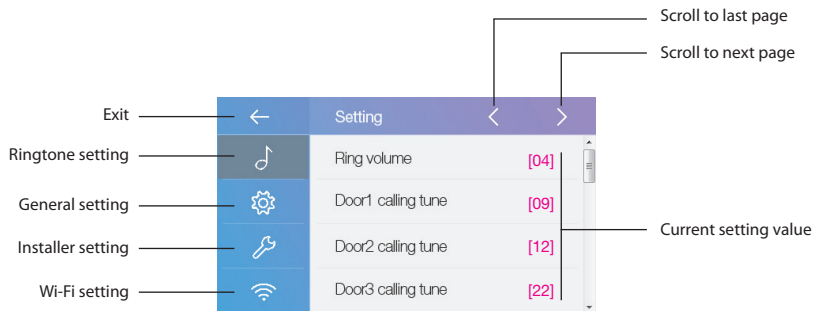 Scroll to last page
Scroll to next page
Exit
Setting
Ringtone setting
Ring volume [04]
General setting
Door1 calling tune [09]
Current setting value
Installer setting
Door2 calling tune [12]
Wi-Fi setting
Door3 calling tune [22]